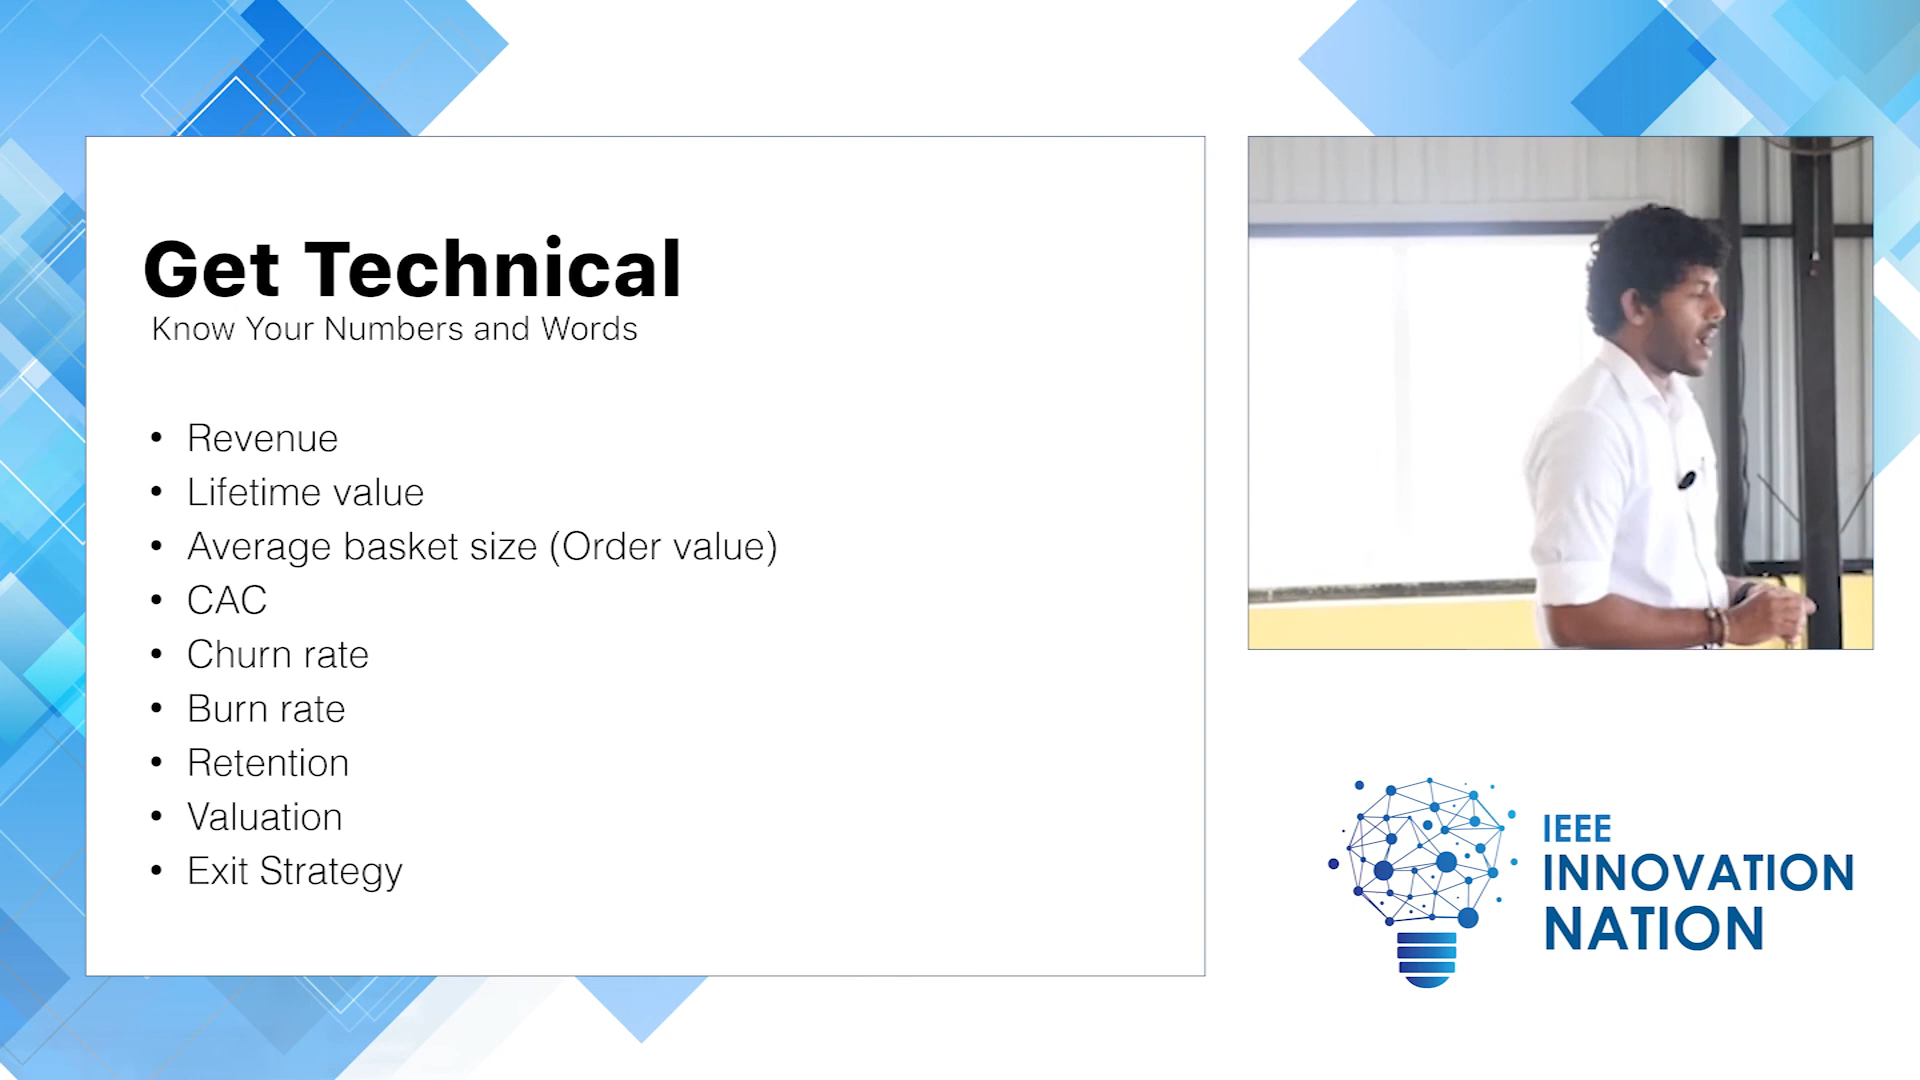 Get Technical
Know Your Numbers and Words
• Revenue
• Lifetime value
• Average basket size (Order value)
• CAC
• Churn rate
• Burn rate
• Retention
• Valuation
• Exit Strategy
IEEE
INNOVATION
NATION